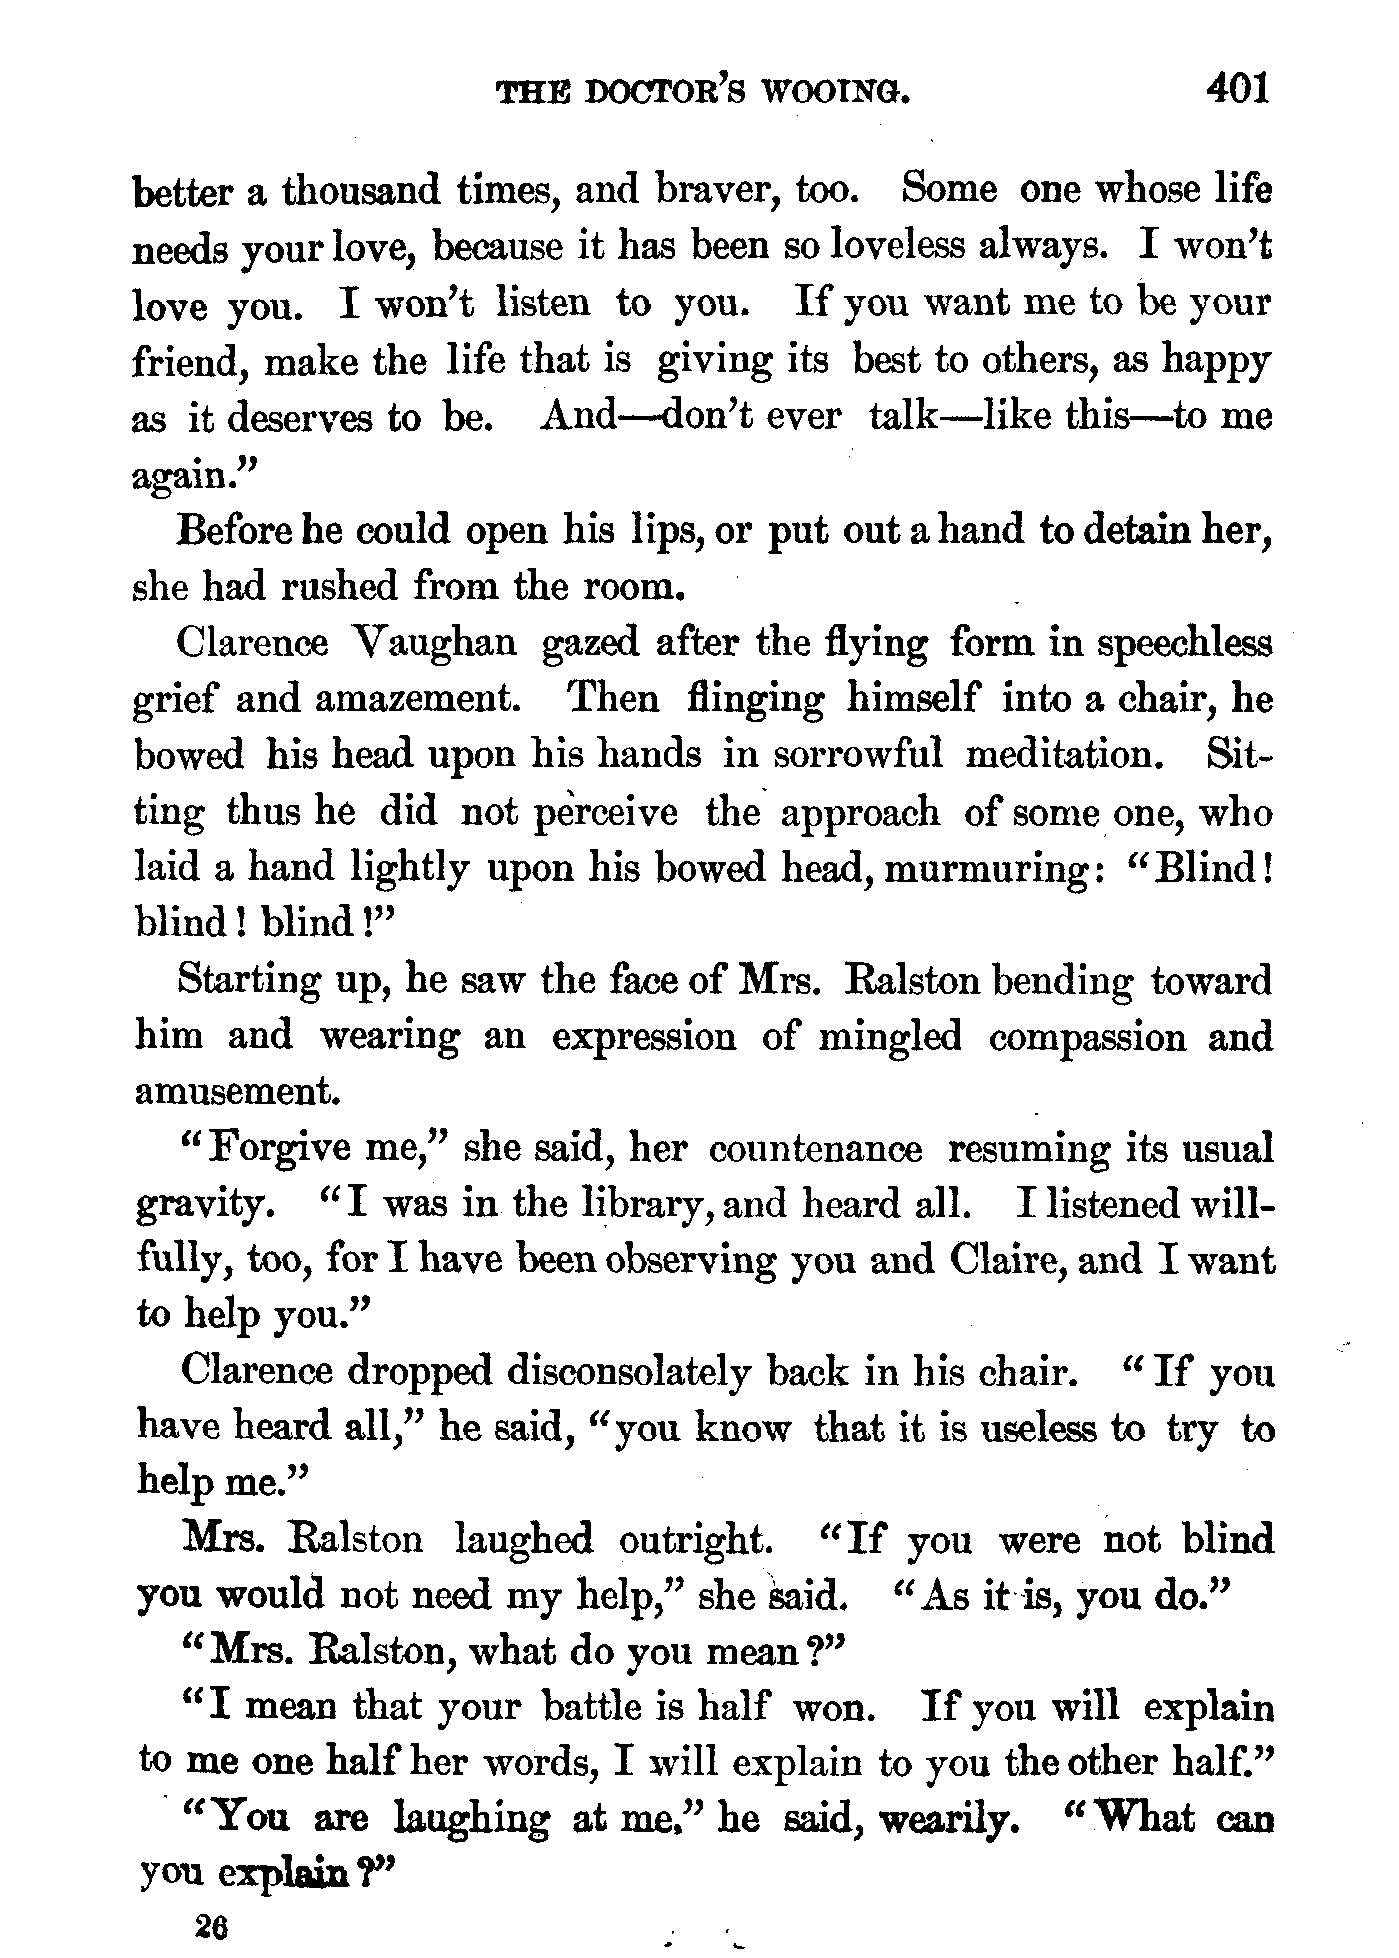 THE DOCTOR'S WOOING. 401
better a thousand times, and braver, too. Some one whose life
needs your love, because it has been so loveless always. I won't
love you. I won't listen to you. If you want me to be your
friend, make the life that is giving its best to others, as happy
as it deserves to be. And—don't ever talk—like this—to me
again."
Before he could open his lips, or put out a hand to detain her,
she had rushed from the room.
Clarence Vaughan gazed after the flying form in speechless
grief and amazement. Then flinging himself into a chair, he
bowed his head upon his hands in sorrowful meditation. Sit-
ting thus he did not perceive the approach of some one, who
laid a hand lightly upon his bowed head, murmuring: "Blind!
blind! blind!"
Starting up, he saw the face of Mrs. Ralston bending toward
him and wearing an expression of mingled compassion and
amusement.
"Forgive me," she said, her countenance resuming its usual
gravity. "I was in the library, and heard all. I listened will-
fully, too, for I have been observing you and Claire, and I want
to help you."
Clarence dropped disconsolately back in his chair. "If you
have heard all," he said, "you know that it is useless to try to
help me."
Mrs. Ralston laughed outright. "If you were not blind
you would not need my help," she said. "As it is, you do."
"Mrs. Ralston, what do you mean?"
"I mean that your battle is half won. If you will explain
to me one half her words, I will explain to you the other half."
"You are laughing at me." he said, wearily. "What can
you explain?"
26